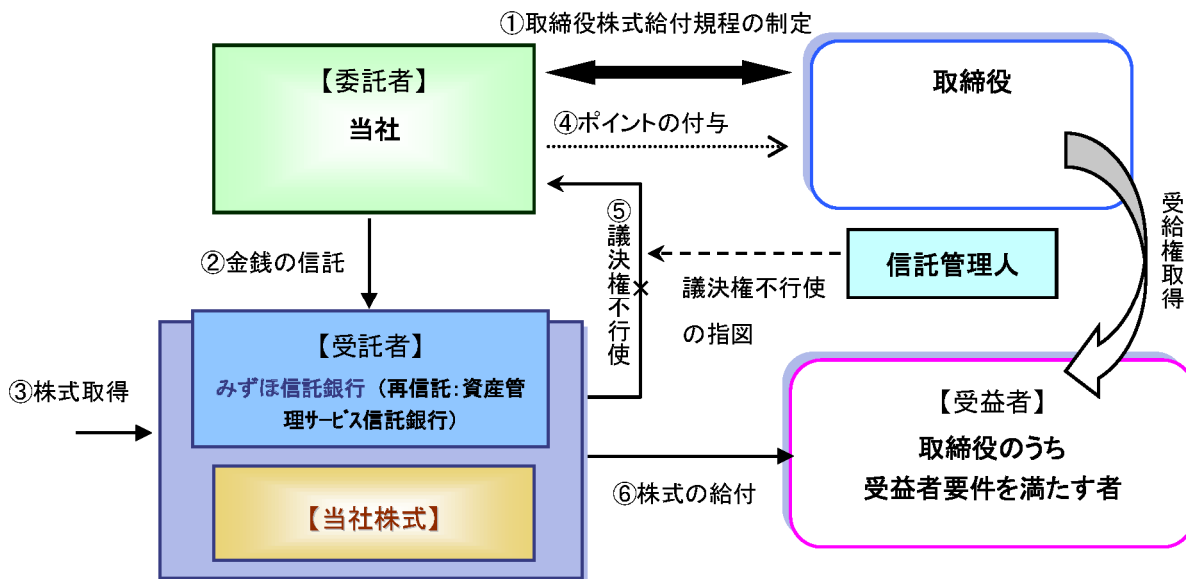 ①取締役株式給付規程の制定
【委託者】
当社
取締役
④ポイントの付与
⑤議決権不行使
受給権取得
②金銭の信託
信託管理人
議決権不行使
の指図
【受託者】
みずほ信託銀行（再信託：資産管
理サービス信託銀行）
③株式取得
【受益者】
取締役のうち
受益者要件を満たす者
⑥株式の給付
【当社株式】